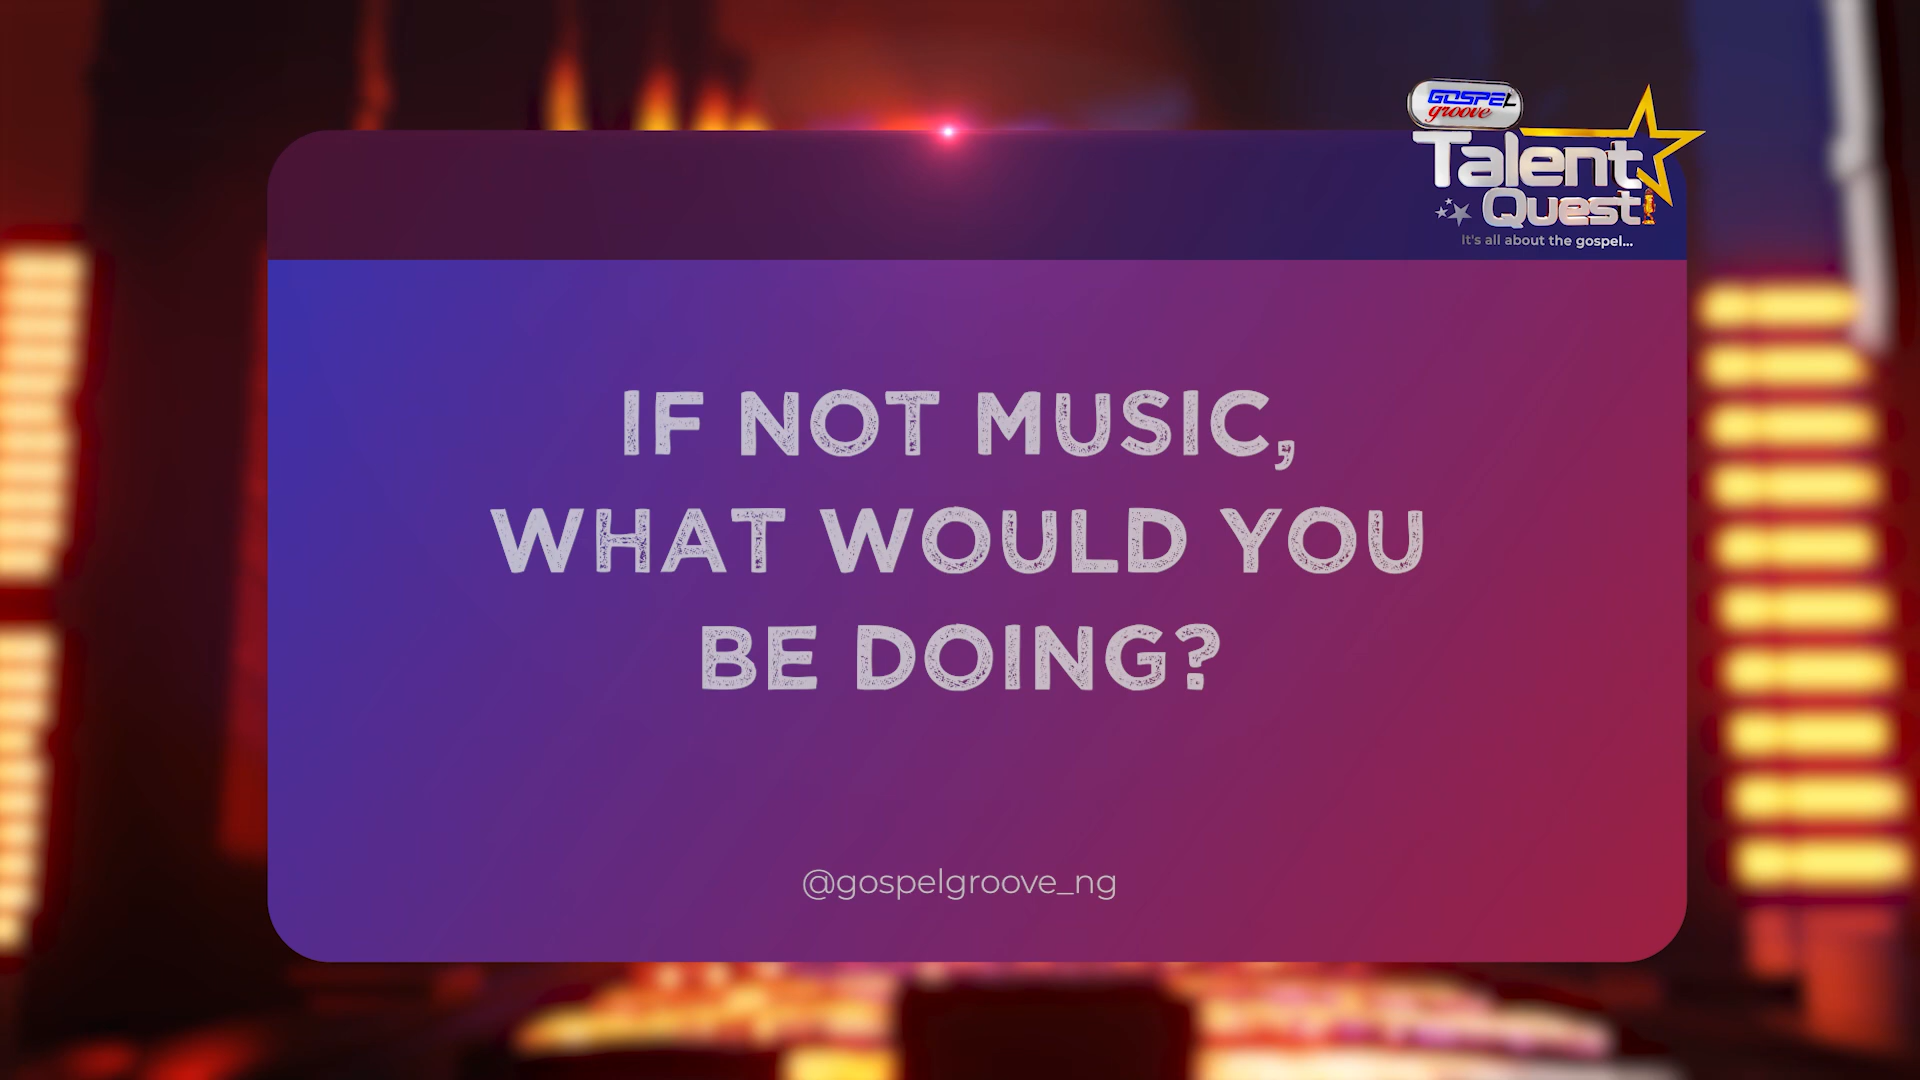 GOSPEL
groove
Talent
Quest
It's all about the gospel...
IF NOT MUSIC,
WHAT WOULD YOU
BE DOING?
@gospelgroove_ng